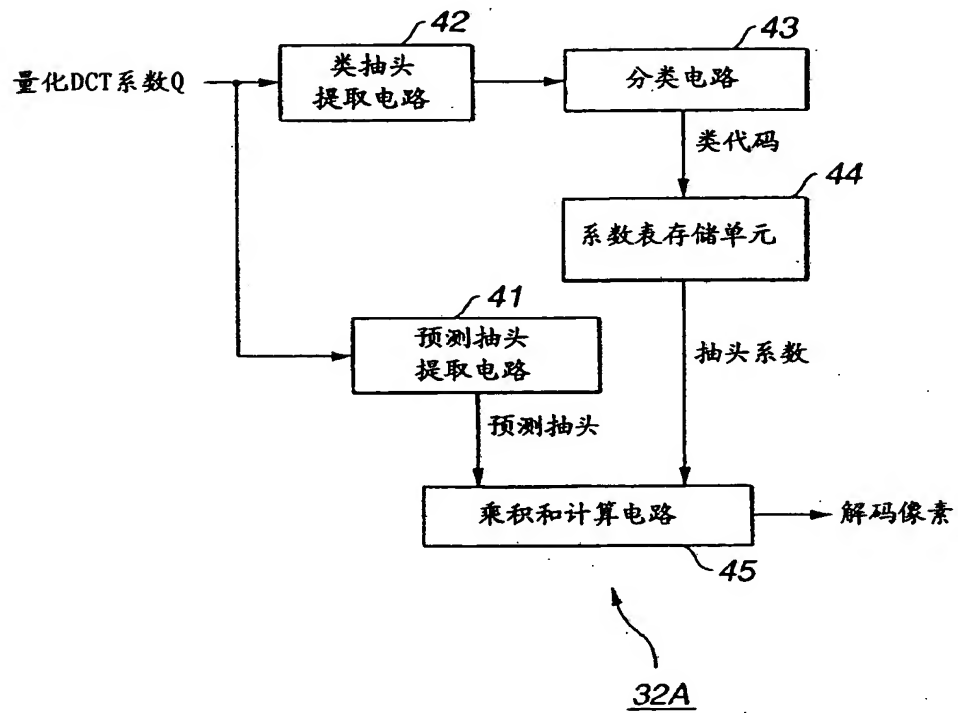 42
43
量化DCT系数Q
类抽头
提取电路
分类电路
类代码
44
系数表存储单元
41
预测抽头
提取电路
抽头系数
预测抽头
乘积和计算电路
解码像素
45
32A